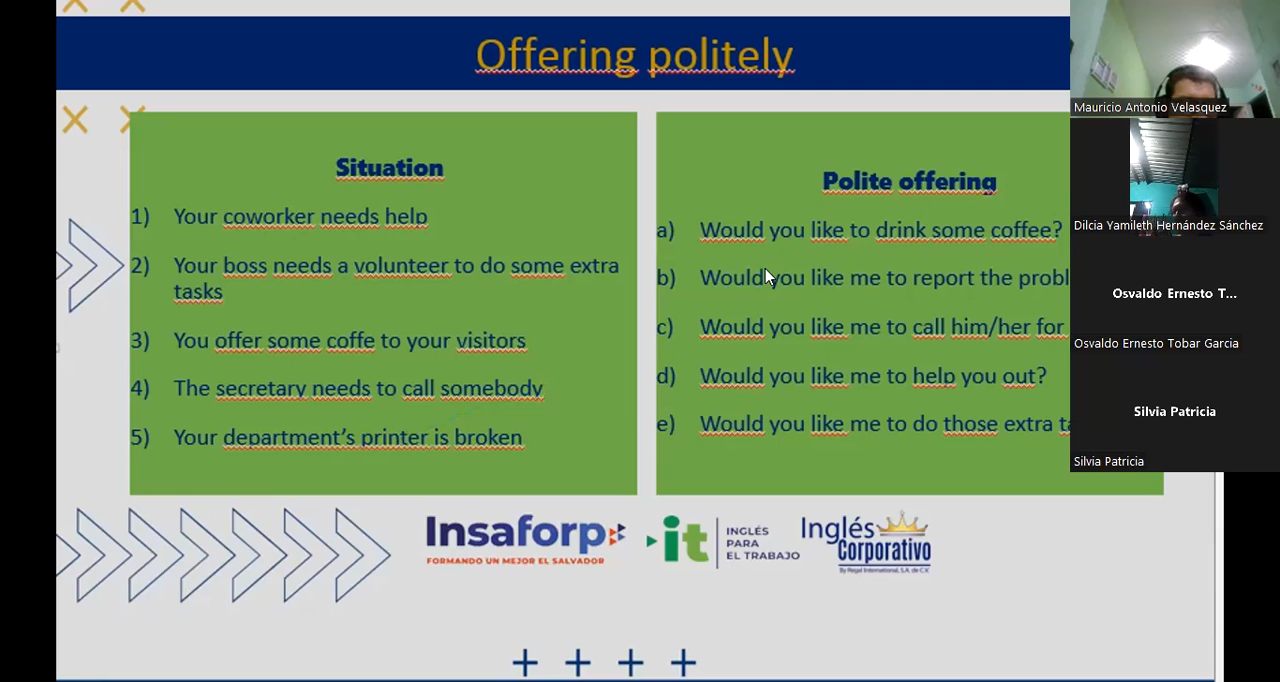 Offering politely
Situation
1) Your coworker needs help
2) Your boss needs a volunteer to do some extra
tasks
3) You offer some coffe to your visitors
4) The secretary needs to call somebody
5) Your department's printer is broken
Polite offering
a) Would you like to drink some coffee?
b) Would you like me to report the probl
c) Would you like me to call him/her for
d) Would you like me to help you out?
e) Would you like me to do those extra ta
Insaforp
FORMANDO UN MEJOR EL SALVADOR
it
INGLÉS
PARA
EL TRABAJO
Inglés
Corporativo
By Regal International, S.A. de C.V.
Mauricio Antonio Velasquez
Dilcia Yamileth Hernández Sánchez
Osvaldo Ernesto T...
Osvaldo Ernesto Tobar Garcia
Silvia Patricia
Silvia Patricia